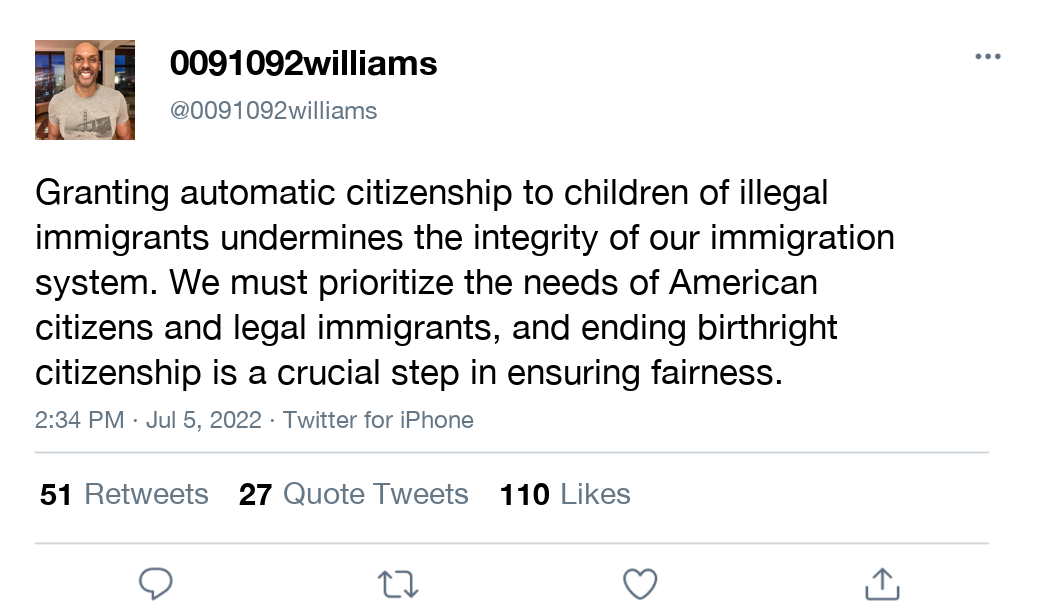 0091092williams
@0091092williams
Granting automatic citizenship to children of illegal
immigrants undermines the integrity of our immigration
system. We must prioritize the needs of American
citizens and legal immigrants, and ending birthright
citizenship is a crucial step in ensuring fairness.
2:34 PM · Jul 5, 2022 · Twitter for iPhone
51 Retweets 27 Quote Tweets 110 Likes